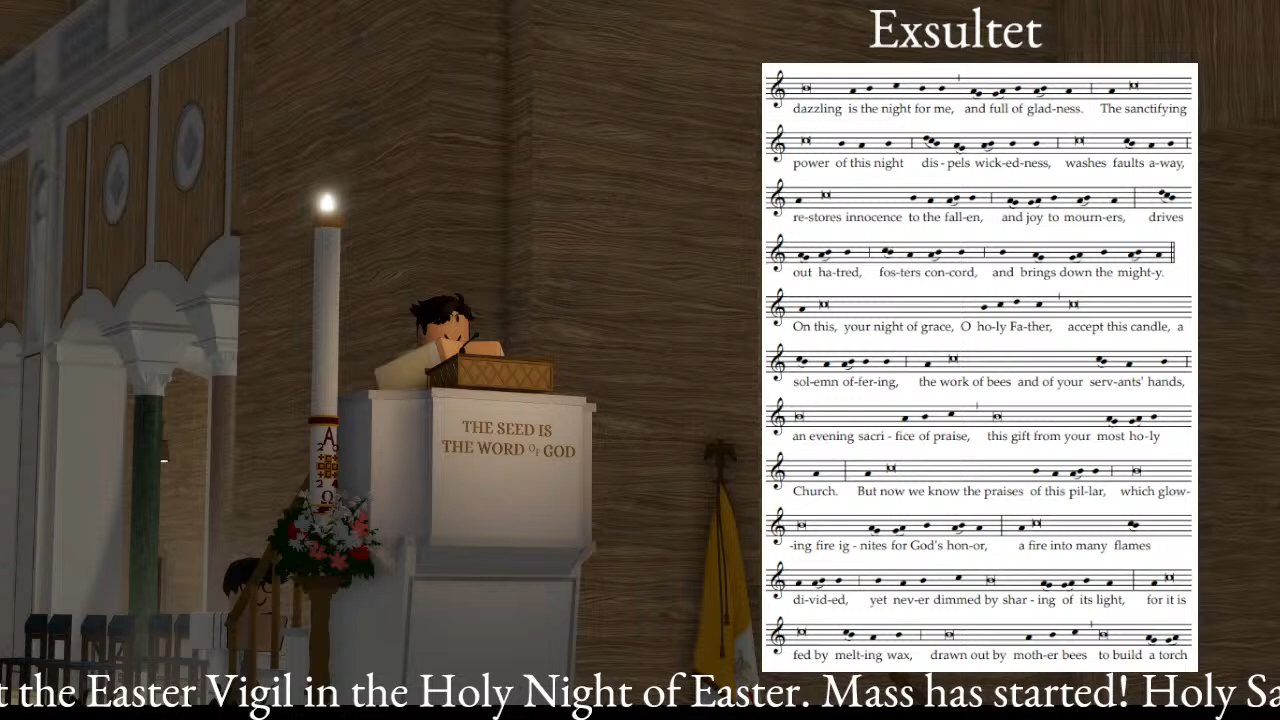 Exsultet
dazzling is the night for me, and full of glad-ness. The sanctifying
power of this night dis-pels wick-ed-ness, washes faults a-way,
re-stores innocence to the fall-en, and joy to mourn-ers, drives
out ha-tred, fos-ters con-cord, and brings down the might-y.
On this, your night of grace, O ho-ly Fa-ther, accept this candle, a
sol-emn of-fer-ing, the work of bees and of your serv-ants' hands,
an evening sacri-fice of praise, this gift from your most ho-ly
Church. But now we know the praises of this pil-lar, which glow-
-ing fire ig-nites for God's hon-or, a fire into many flames
di-vid-ed, yet nev-er dimmed by shar-ing of its light, for it is
fed by melt-ing wax, drawn out by moth-er bees to build a torch
THE SEED IS
THE WORD OF GOD
A
Ω
t the Easter Vigil in the Holy Night of Easter. Mass has started! Holy Sa